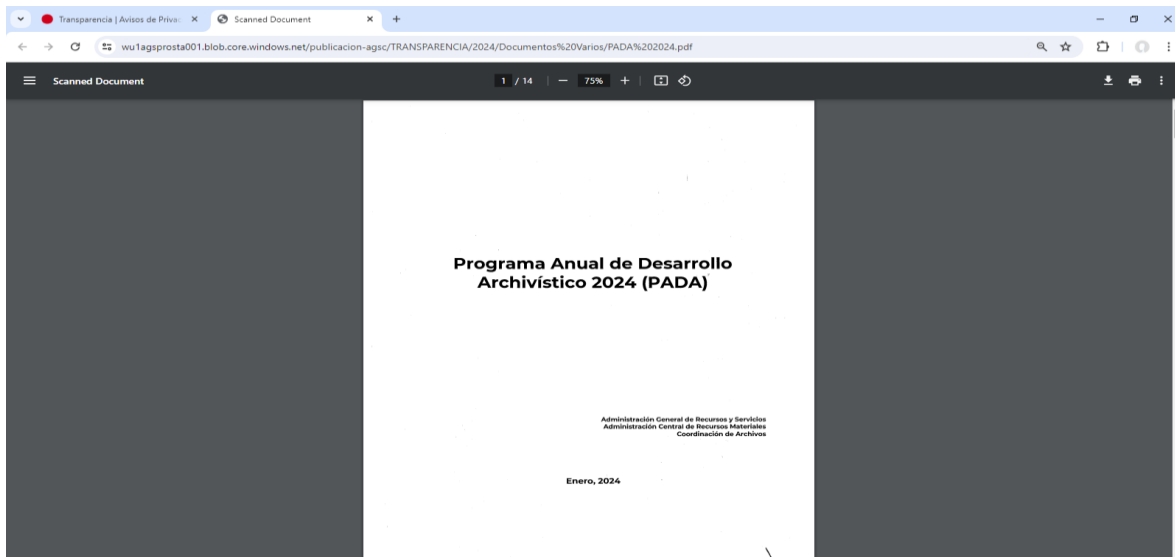 Transparencia | Avisos de Priva
Scanned Document
wu1agsprosta001.blob.core.windows.net/publicacion-agsc/TRANSPARENCIA/2024/Documentos%20Varios/PADA%202024.pdf
Scanned Document
1 / 14
75%
Programa Anual de Desarrollo
Archivístico 2024 (PADA)
Administración General de Recursos y Servicios
Administración Central de Recursos Materiales
Coordinación de Archivos
Enero, 2024